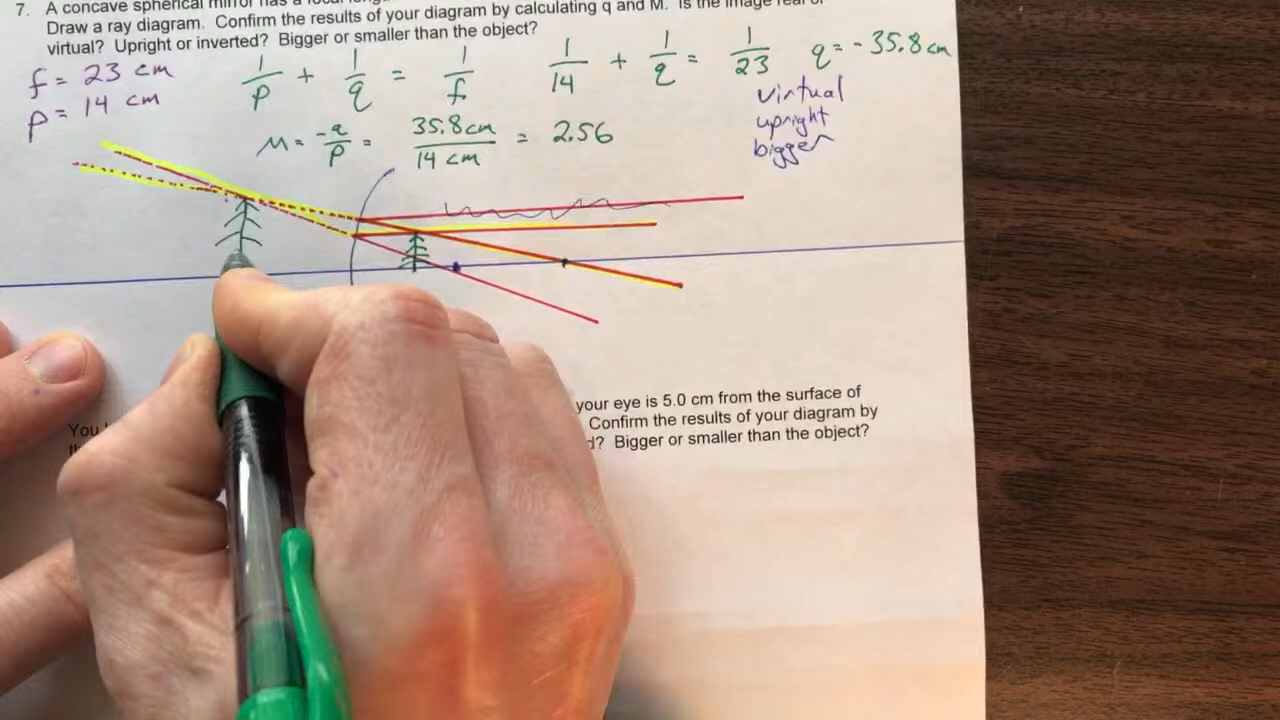 7. A concave spherical mirror has a focal
Draw a ray diagram. Confirm the results of your diagram by calculating q and M. Is the image real or
virtual? Upright or inverted? Bigger or smaller than the object?
f = 23 cm
p = 14 cm
1/p + 1/q = 1/f
1/14 + 1/q = 1/23
q = -35.8 cm
M = -q/p = 35.8 cm/14 cm = 2.56
virtual
upright
bigger
your eye is 5.0 cm from the surface of
You Confirm the results of your diagram by
Bigger or smaller than the object?